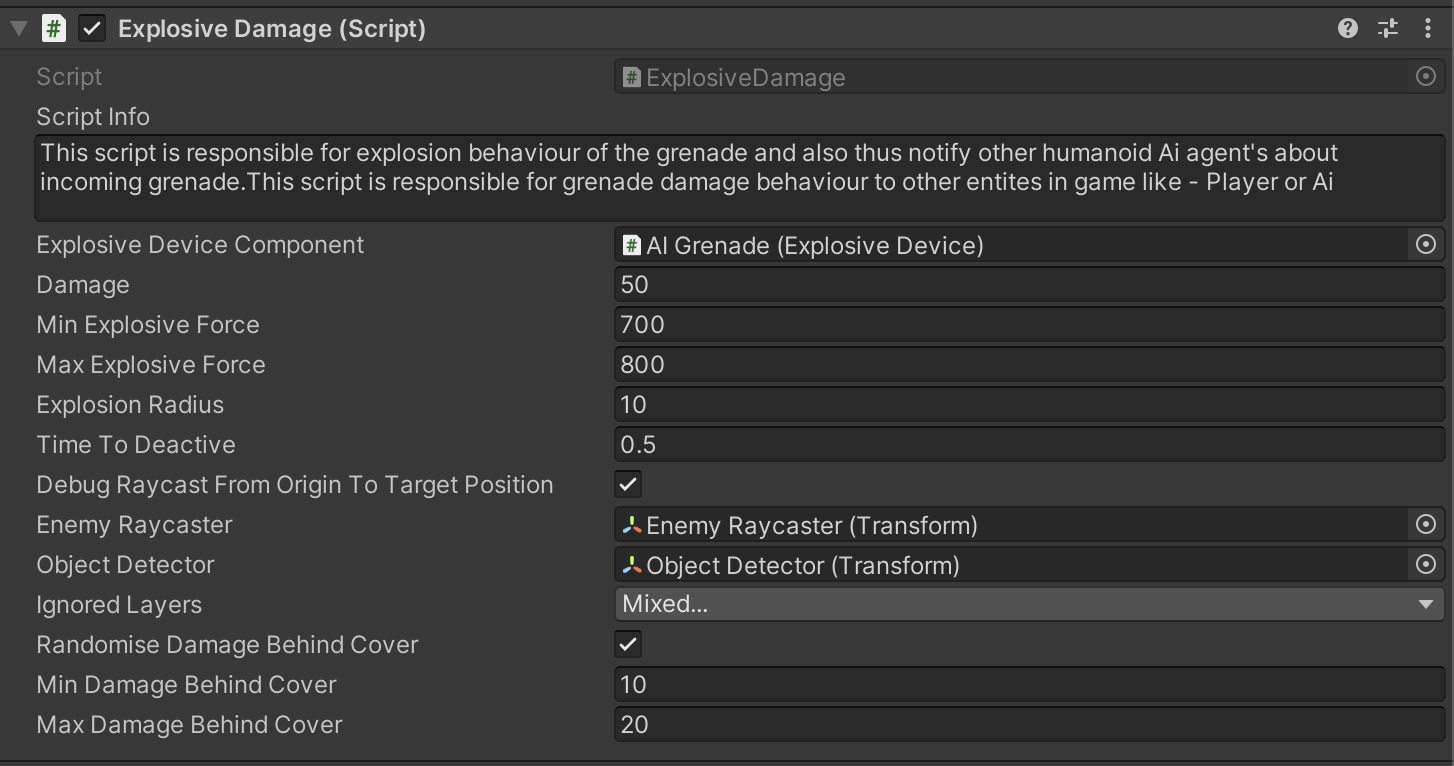 # Explosive Damage (Script)
Script # ExplosiveDamage
Script Info
This script is responsible for explosion behaviour of the grenade and also thus notify other humanoid Ai agent's about
incoming grenade.This script is responsible for grenade damage behaviour to other entites in game like - Player or Ai
Explosive Device Component # AI Grenade (Explosive Device)
Damage 50
Min Explosive Force 700
Max Explosive Force 800
Explosion Radius 10
Time To Deactive 0.5
Debug Raycast From Origin To Target Position
Enemy Raycaster Enemy Raycaster (Transform)
Object Detector Object Detector (Transform)
Ignored Layers Mixed...
Randomise Damage Behind Cover
Min Damage Behind Cover 10
Max Damage Behind Cover 20